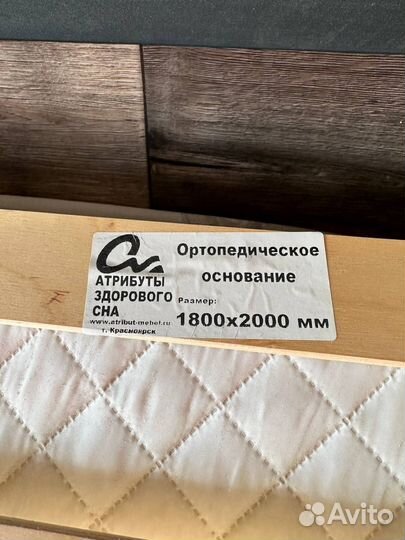 Ортопедическое
основание
АТРИБУТЫ
ЗДОРОВОГО
СНА
www.atribut-mebel.ru
г. Красноярск
Размер:
1800х2000 мм
Avito